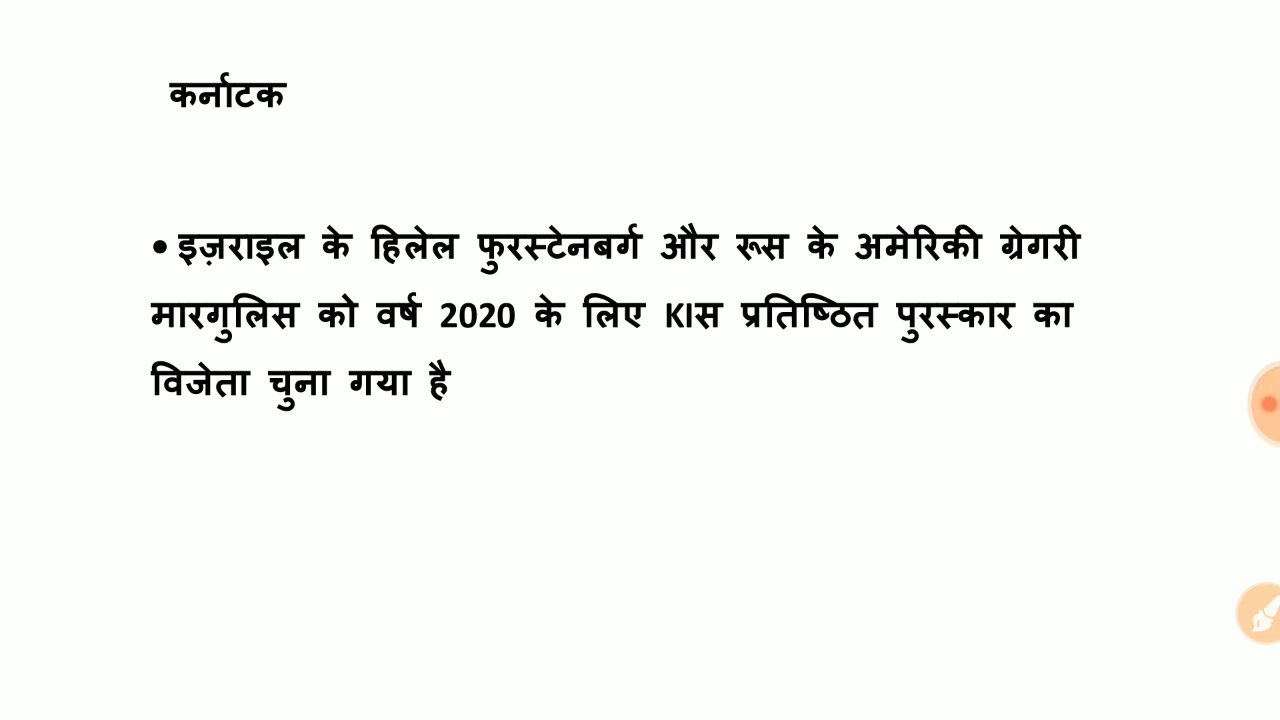 कर्नाटक
• इज़राइल के हिलेल फुरस्टेनबर्ग और रूस के अमेरिकी ग्रेगरी
मारगुलिस को वर्ष 2020 के लिए KIस प्रतिष्ठित पुरस्कार का
विजेता चुना गया है